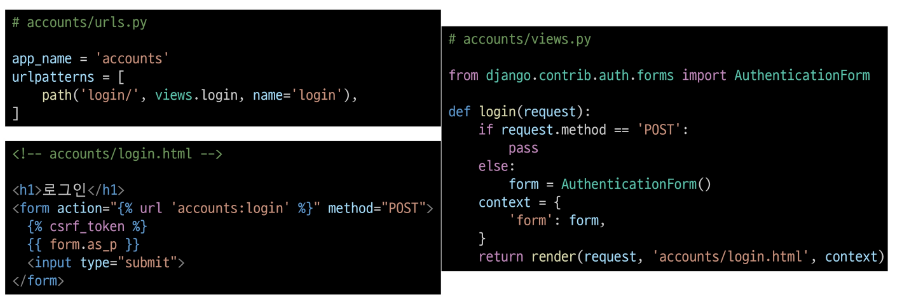 # accounts/urls.py
app_name = 'accounts'
urlpatterns = [
    path('login/', views.login, name='login'),
]
<!-- accounts/login.html -->
<h1>로그인</h1>
<form action="{% url 'accounts:login' %}" method="POST">
  {% csrf_token %}
  {{ form.as_p }}
  <input type="submit">
</form>
# accounts/views.py
from django.contrib.auth.forms import AuthenticationForm
def login(request):
    if request.method == 'POST':
        pass
    else:
        form = AuthenticationForm()
    context = {
        'form': form,
    }
    return render(request, 'accounts/login.html', context)